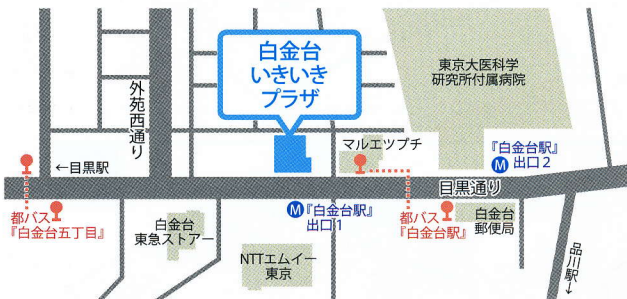 白金台
いきいき
プラザ
東京大医科学
研究所付属病院
外苑西通り
マルエツプチ
『白金台駅』
M 出口2
←目黒駅
目黒通り
都バス
『白金台五丁目』
白金台
東急ストアー
M『白金台駅』
出口1
都バス
『白金台駅』
白金台
郵便局
NTTエムイー
東京
品川駅→